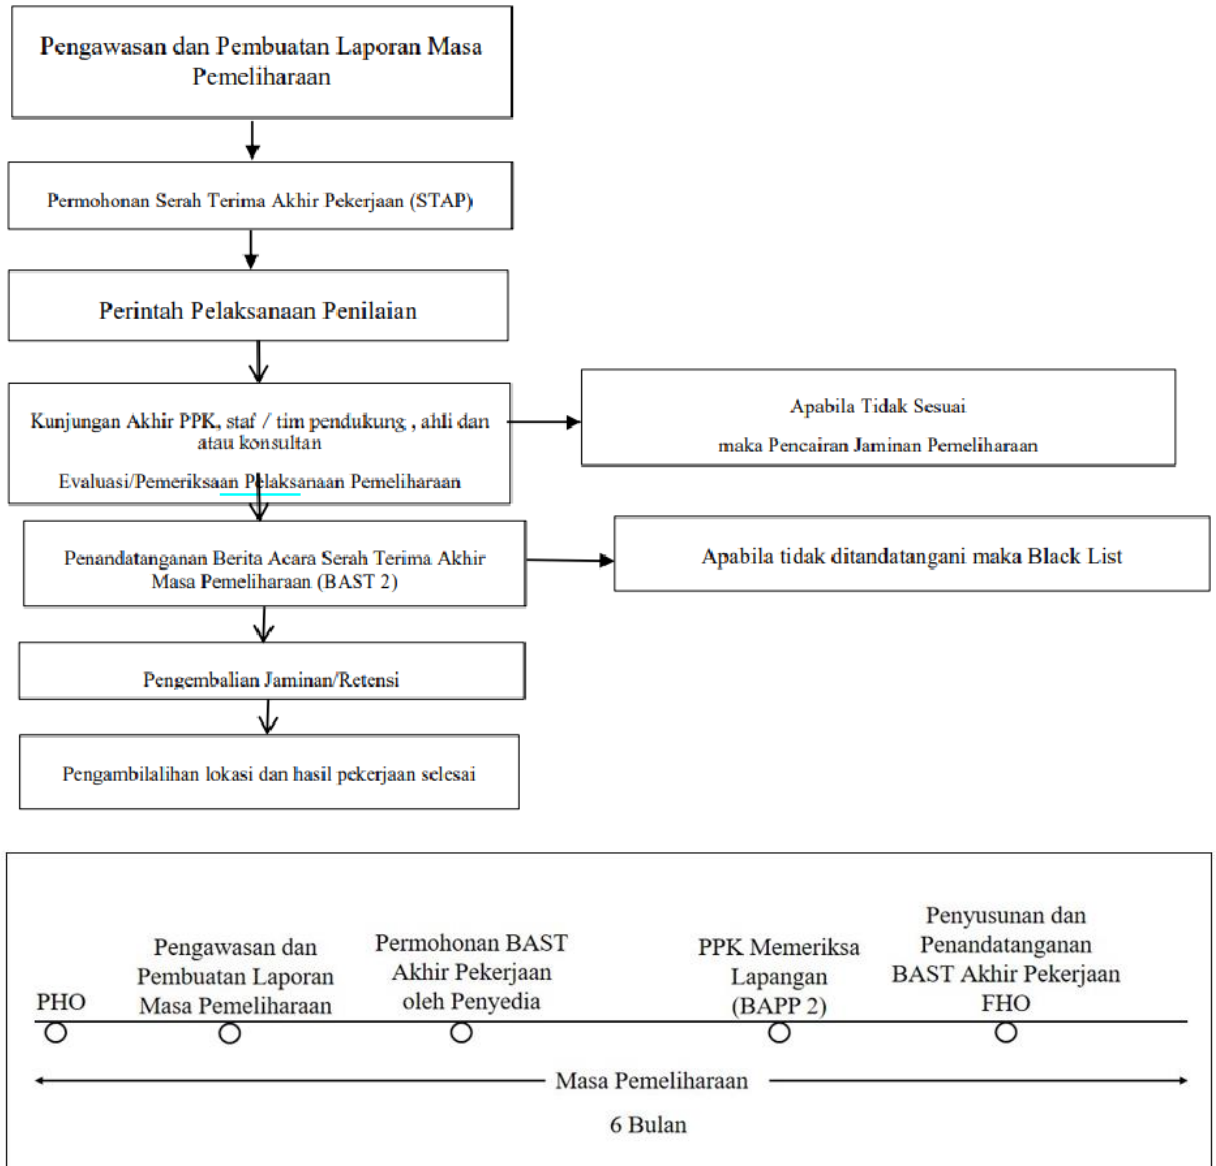 Pengawasan dan Pembuatan Laporan Masa
Pemeliharaan
Permohonan Serah Terima Akhir Pekerjaan (STAP)
Perintah Pelaksanaan Penilaian
Kunjungan Akhir PPK, staf / tim pendukung , ahli dan
atau konsultan
Evaluasi/Pemeriksaan Pelaksanaan Pemeliharaan
Apabila Tidak Sesuai
maka Pencairan Jaminan Pemeliharaan
Penandatanganan Berita Acara Serah Terima Akhir
Masa Pemeliharaan (BAST 2)
Apabila tidak ditandatangani maka Black List
Pengembalian Jaminan/Retensi
Pengambilalihan lokasi dan hasil pekerjaan selesai
PHO
Pengawasan dan
Pembuatan Laporan
Masa Pemeliharaan
Permohonan BAST
Akhir Pekerjaan
oleh Penyedia
PPK Memeriksa
Lapangan
(BAPP 2)
Penyusunan dan
Penandatanganan
BAST Akhir Pekerjaan
FHO
Masa Pemeliharaan
6 Bulan